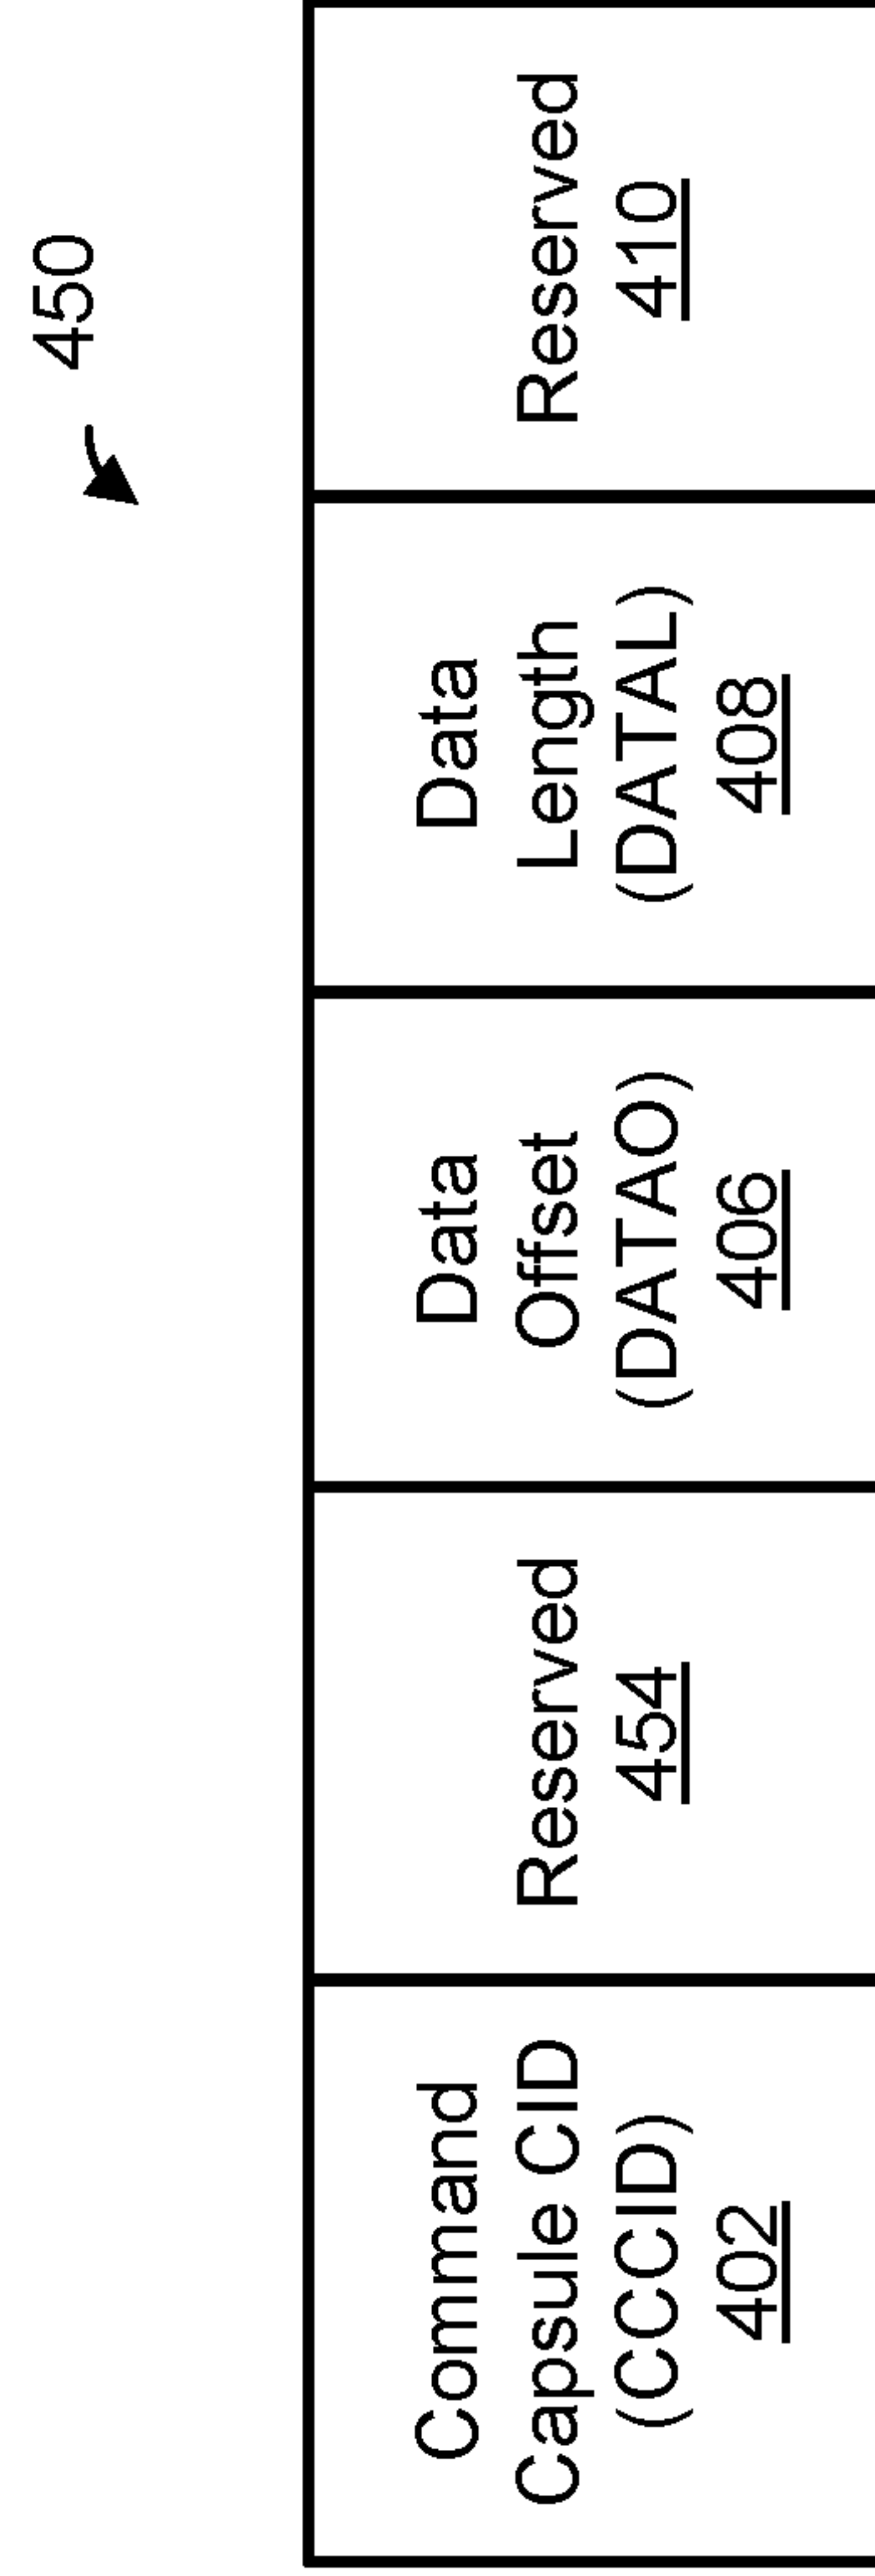 450
Command
Capsule CID
(CCCID)
402
Reserved
454
Data
Offset
(DATAO)
406
Data
Length
(DATAL)
408
Reserved
410